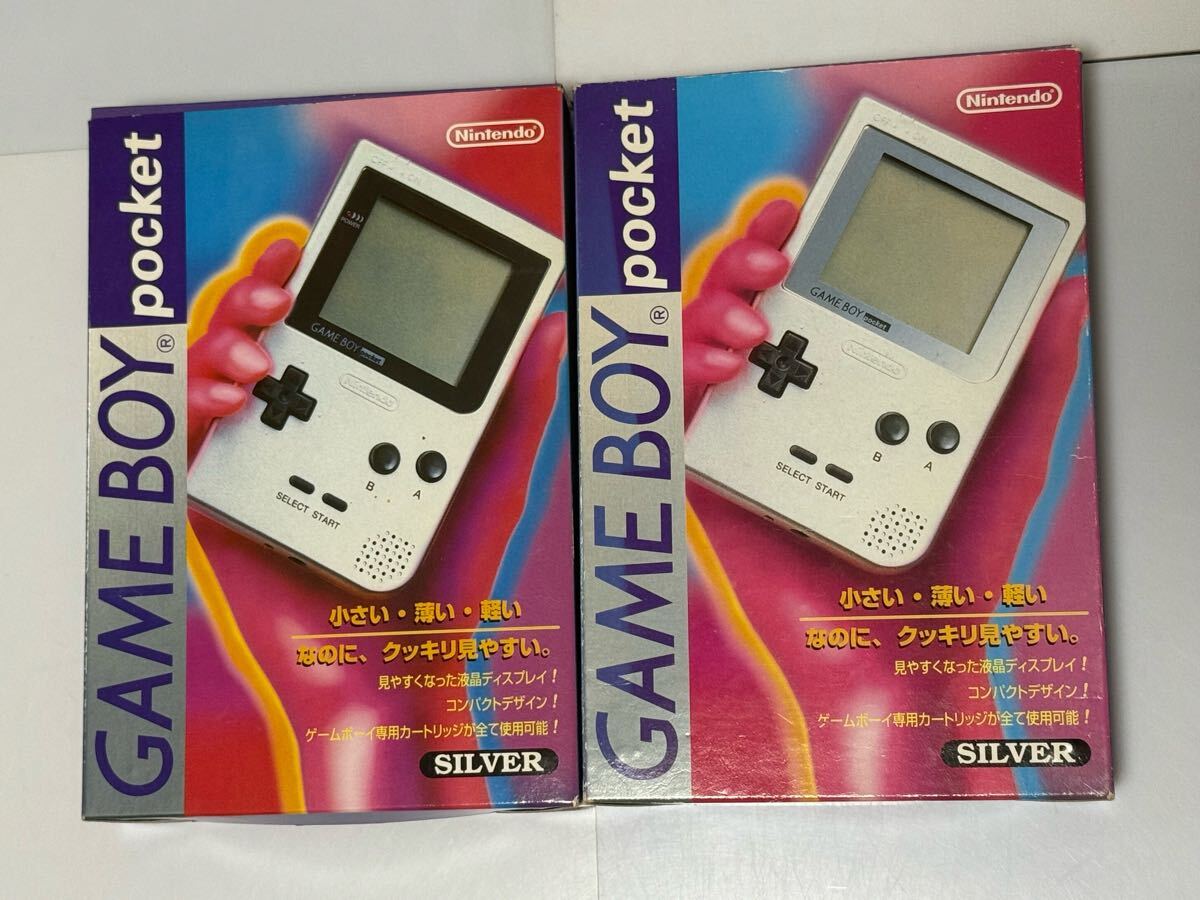 GAME BOY® pocket
Nintendo®
OFF ON
POWER
GAME BOY pocket
Nintendo
B A
SELECT START
小さい・薄い・軽い
なのに、クッキリ見やすい。
見やすくなった液晶ディスプレイ!
コンパクトデザイン!
ゲームボーイ専用カートリッジが全て使用可能!
SILVER
GAME BOY® pocket
Nintendo®
OFF ON
GAME BOY pocket
Nintendo
B A
SELECT START
小さい・薄い・軽い
なのに、クッキリ見やすい。
見やすくなった液晶ディスプレイ!
コンパクトデザイン!
ゲームボーイ専用カートリッジが全て使用可能!
SILVER